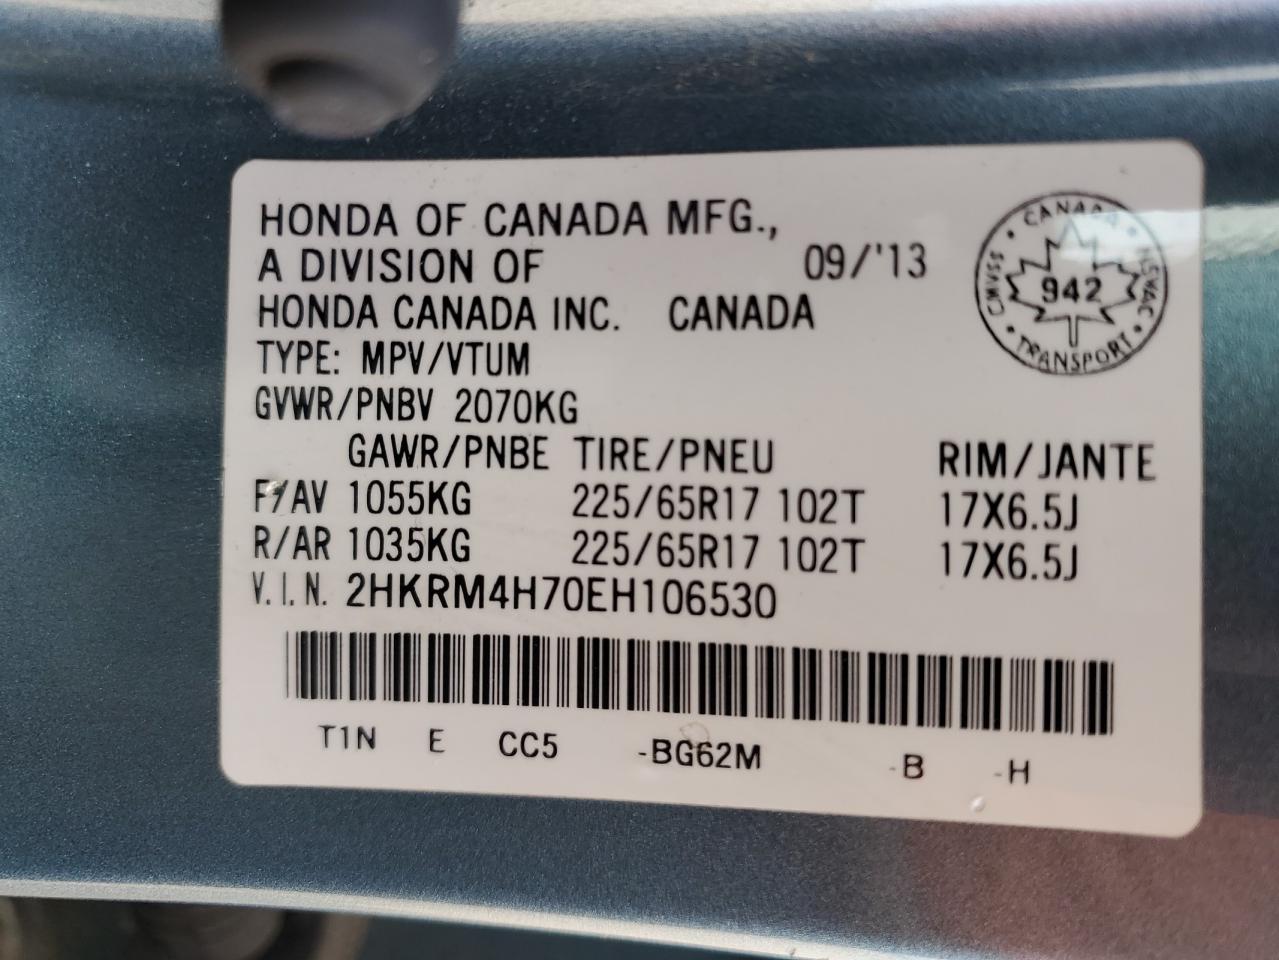 HONDA OF CANADA MFG.,
A DIVISION OF 09/'13
HONDA CANADA INC. CANADA
TYPE: MPV/VTUM
GVWR/PNBV 2070KG
GAWR/PNBE TIRE/PNEU RIM/JANTE
F/AV 1055KG 225/65R17 102T 17X6.5J
R/AR 1035KG 225/65R17 102T 17X6.5J
V.I.N. 2HKRM4H70EH106530
T1N E CC5 -BG62M -B -H
CANADA
NSVAC
TRANSPORT
CMVSS
942